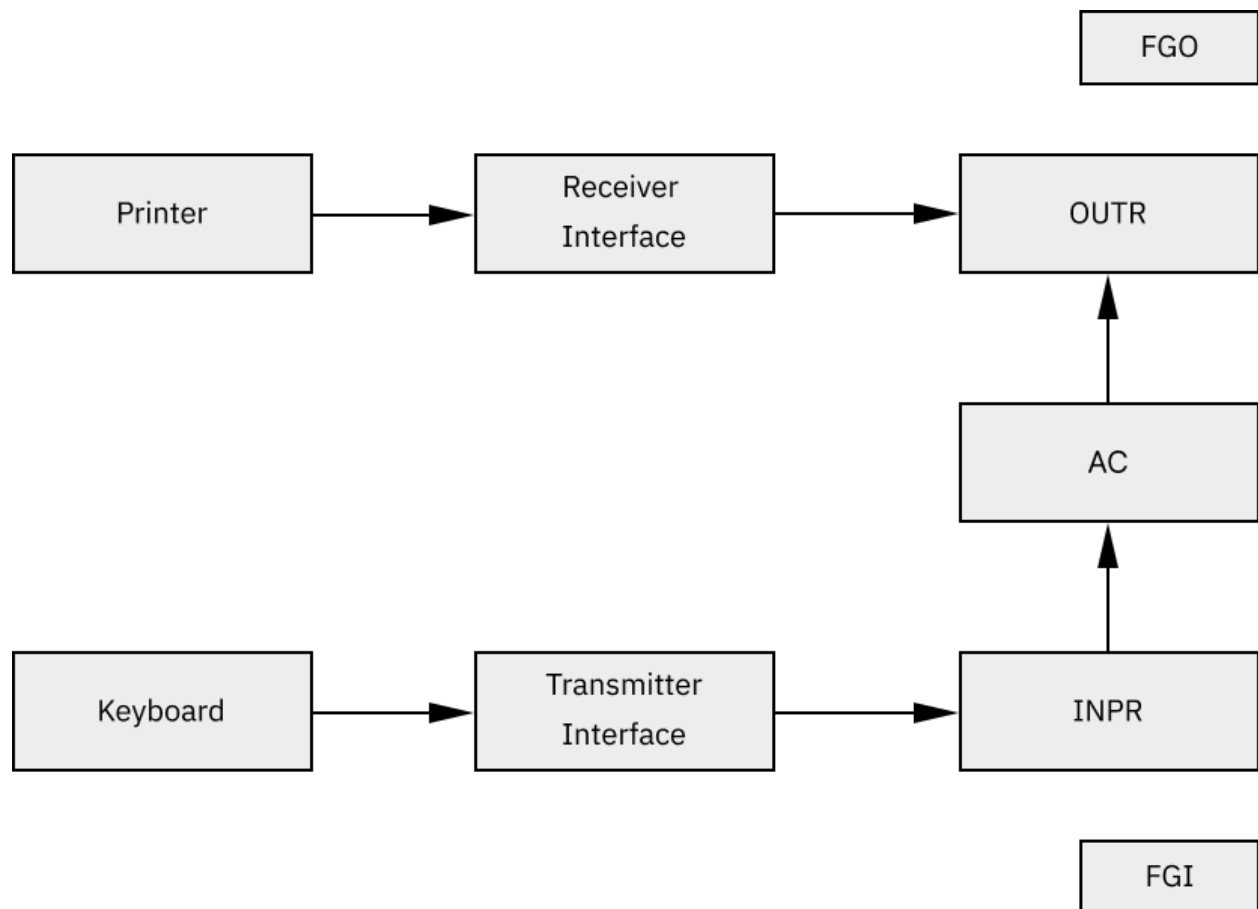 FGO
Printer
Receiver
Interface
OUTR
AC
Keyboard
Transmitter
Interface
INPR
FGI